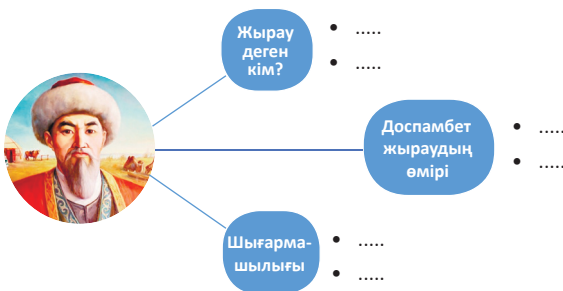 Жырау
деген
кім?
• .....
• .....
Доспамбет
жыраудың
өмірі
• .....
• .....
Шығарма-
шылығы
• .....
• .....